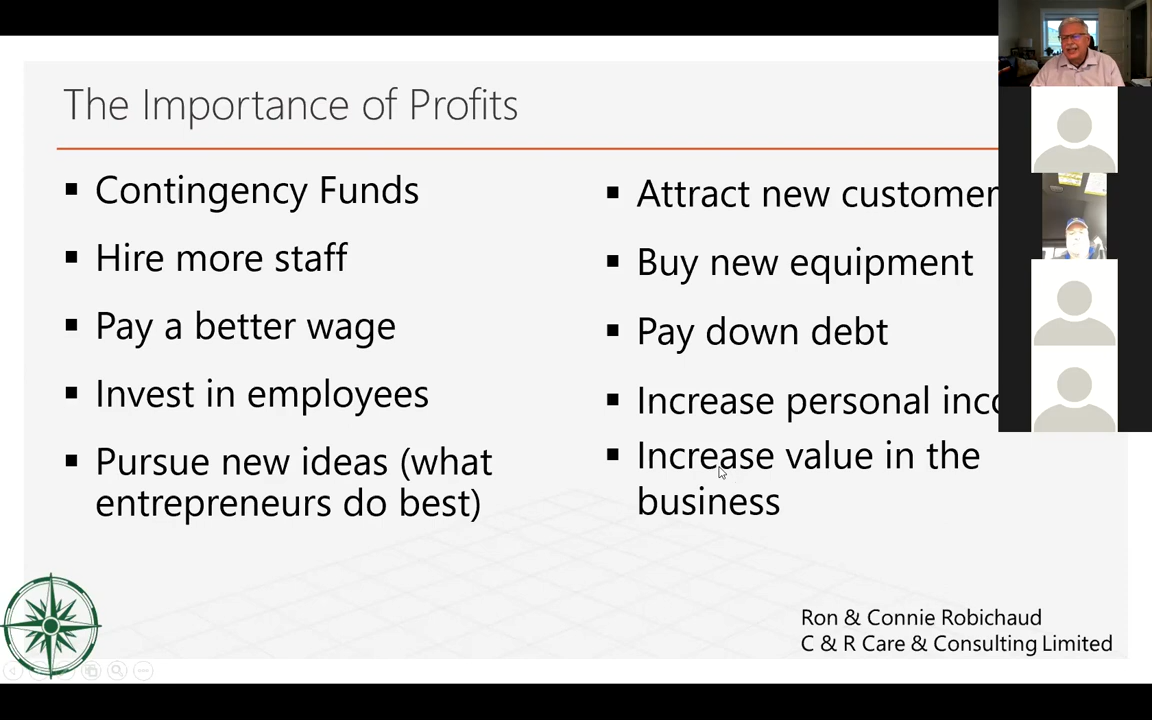 The Importance of Profits
Contingency Funds
Hire more staff
Pay a better wage
Invest in employees
Pursue new ideas (what
entrepreneurs do best)
Attract new customer
Buy new equipment
Pay down debt
Increase personal inco
Increase value in the
business
Ron & Connie Robichaud
C & R Care & Consulting Limited